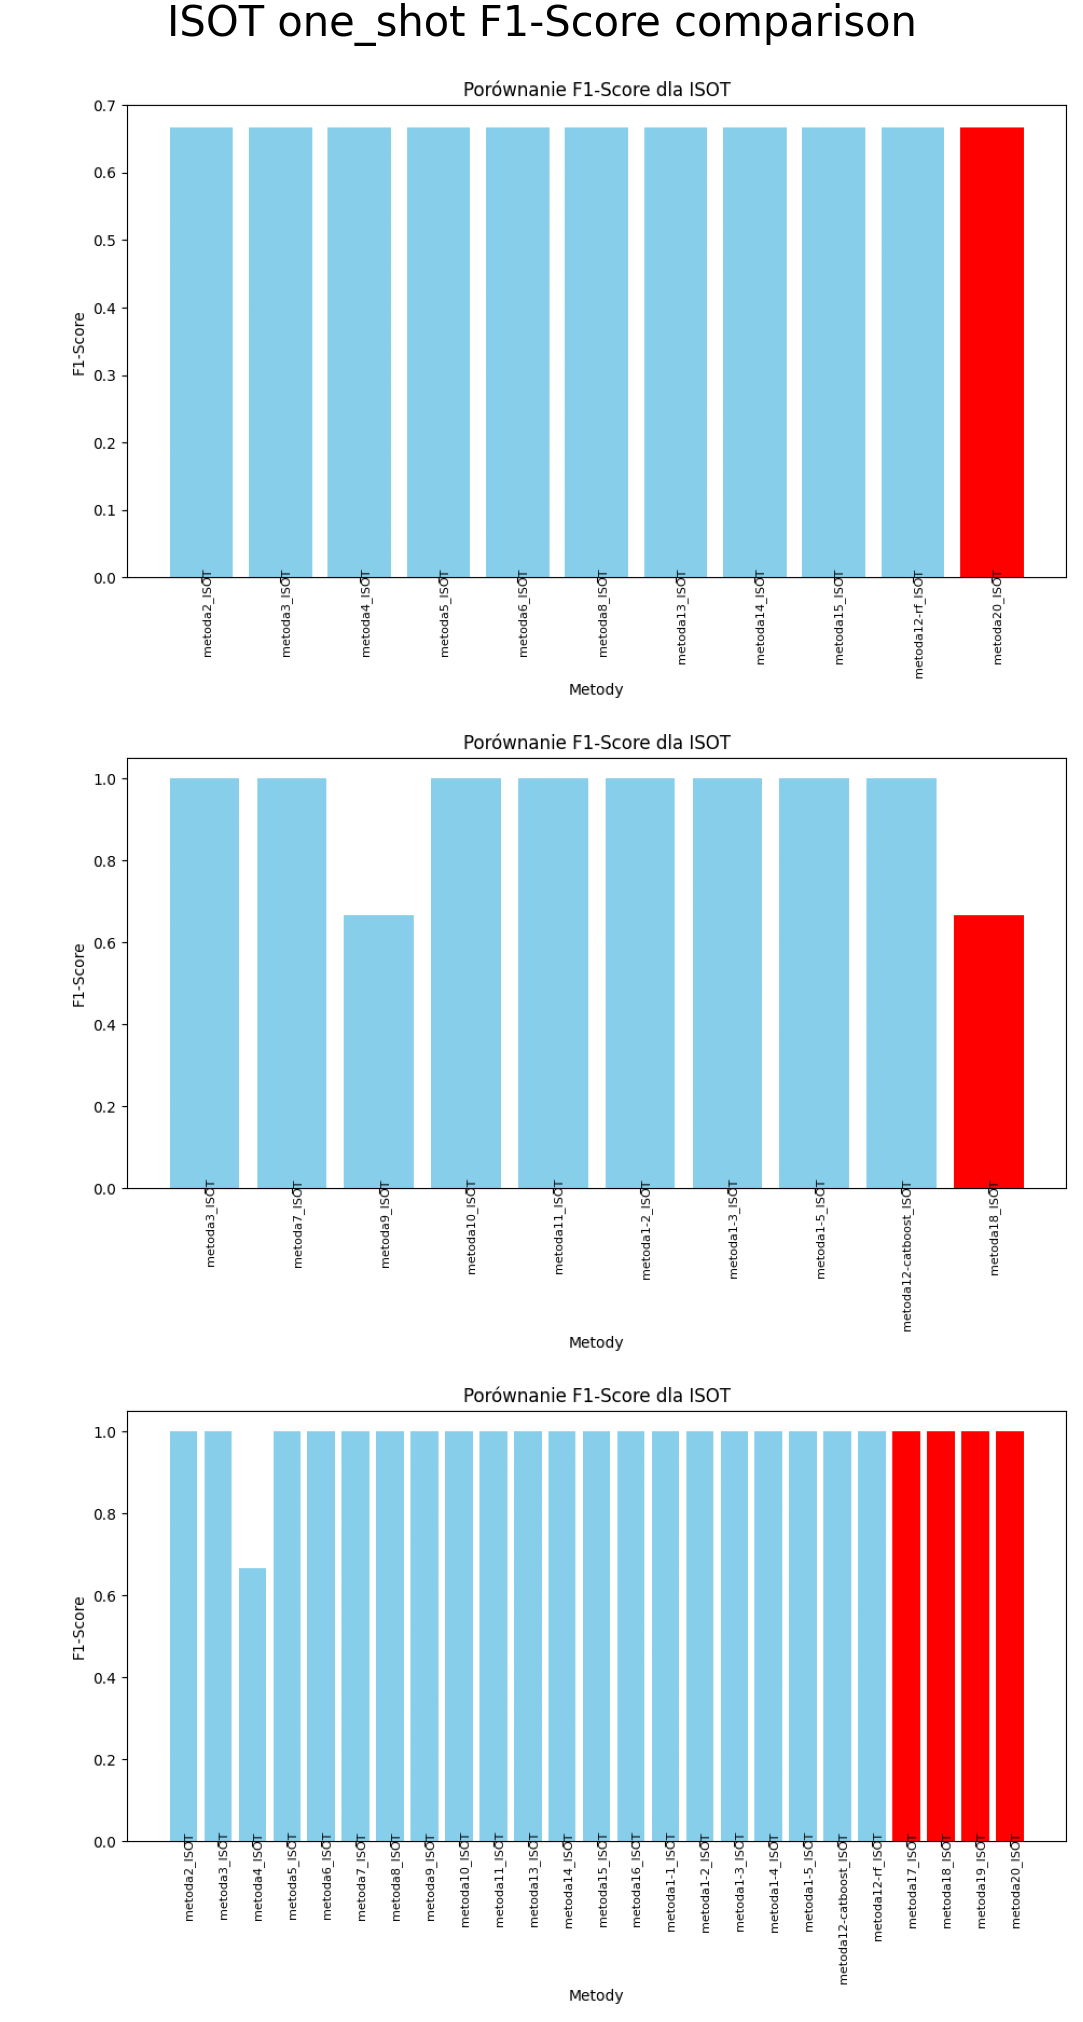 ISOT one_shot F1-Score comparison
Porównanie F1-Score dla ISOT
0.7
0.6
0.5
0.4
0.3
0.2
0.1
0.0
F1-Score
metoda2_ISOT
metoda3_ISOT
metoda4_ISOT
metoda5_ISOT
metoda6_ISOT
metoda8_ISOT
metoda13_ISOT
metoda14_ISOT
metoda15_ISOT
metoda12-rf_ISOT
metoda20_ISOT
Metody
Porównanie F1-Score dla ISOT
1.0
0.8
0.6
0.4
0.2
0.0
F1-Score
metoda3_ISOT
metoda7_ISOT
metoda9_ISOT
metoda10_ISOT
metoda11_ISOT
metoda1-2_ISOT
metoda1-3_ISOT
metoda1-5_ISOT
metoda12-catboost_ISOT
metoda18_ISOT
Metody
Porównanie F1-Score dla ISOT
1.0
0.8
0.6
0.4
0.2
0.0
F1-Score
metoda2_ISOT
metoda3_ISOT
metoda4_ISOT
metoda5_ISOT
metoda6_ISOT
metoda7_ISOT
metoda8_ISOT
metoda9_ISOT
metoda10_ISOT
metoda11_ISOT
metoda13_ISOT
metoda14_ISOT
metoda15_ISOT
metoda16_ISOT
metoda1-1_ISOT
metoda1-2_ISOT
metoda1-3_ISOT
metoda1-4_ISOT
metoda1-5_ISOT
metoda12-catboost_ISOT
metoda12-rf_ISOT
metoda17_ISOT
metoda18_ISOT
metoda19_ISOT
metoda20_ISOT
Metody